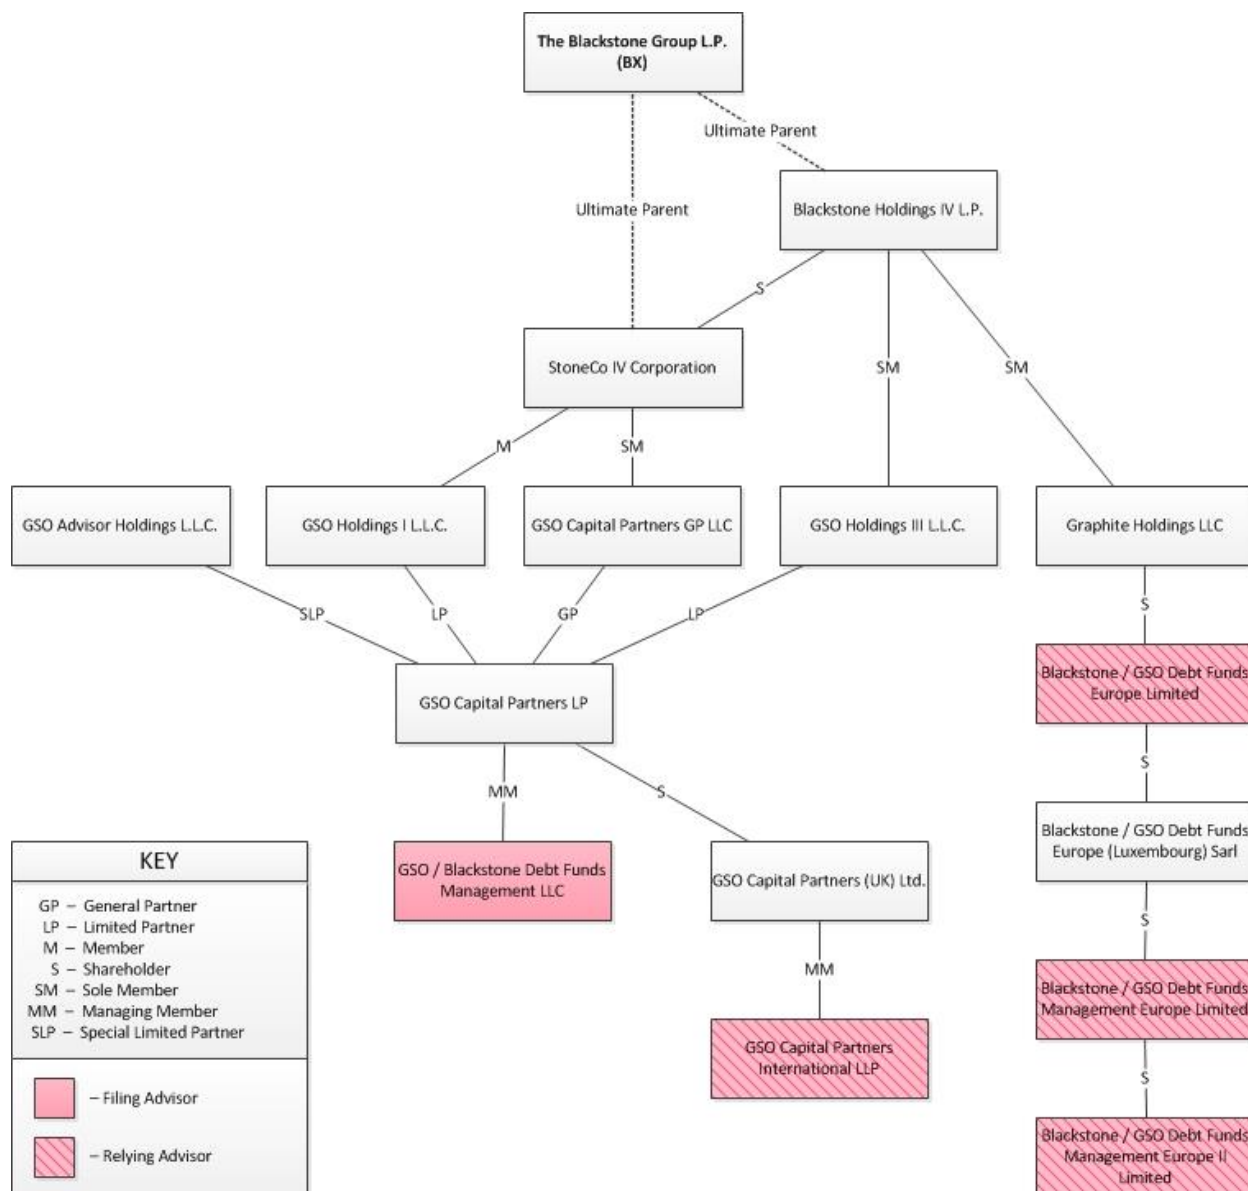 The Blackstone Group L.P.
(BX)
Ultimate Parent
Ultimate Parent
Blackstone Holdings IV L.P.
S
StoneCo IV Corporation
SM
SM
M
SM
GSO Advisor Holdings L.L.C.
GSO Holdings I L.L.C.
GSO Capital Partners GP LLC
GSO Holdings III L.L.C.
Graphite Holdings LLC
SLP
LP
GP
LP
S
Blackstone / GSO Debt Funds
Europe Limited
GSO Capital Partners LP
S
MM
S
Blackstone / GSO Debt Funds
Europe (Luxembourg) Sarl
GSO / Blackstone Debt Funds
Management LLC
GSO Capital Partners (UK) Ltd.
S
MM
Blackstone / GSO Debt Funds
Management Europe Limited
GSO Capital Partners
International LLP
S
Blackstone / GSO Debt Funds
Management Europe II
Limited
KEY
GP – General Partner
LP – Limited Partner
M – Member
S – Shareholder
SM – Sole Member
MM – Managing Member
SLP – Special Limited Partner
– Filing Advisor
– Relying Advisor